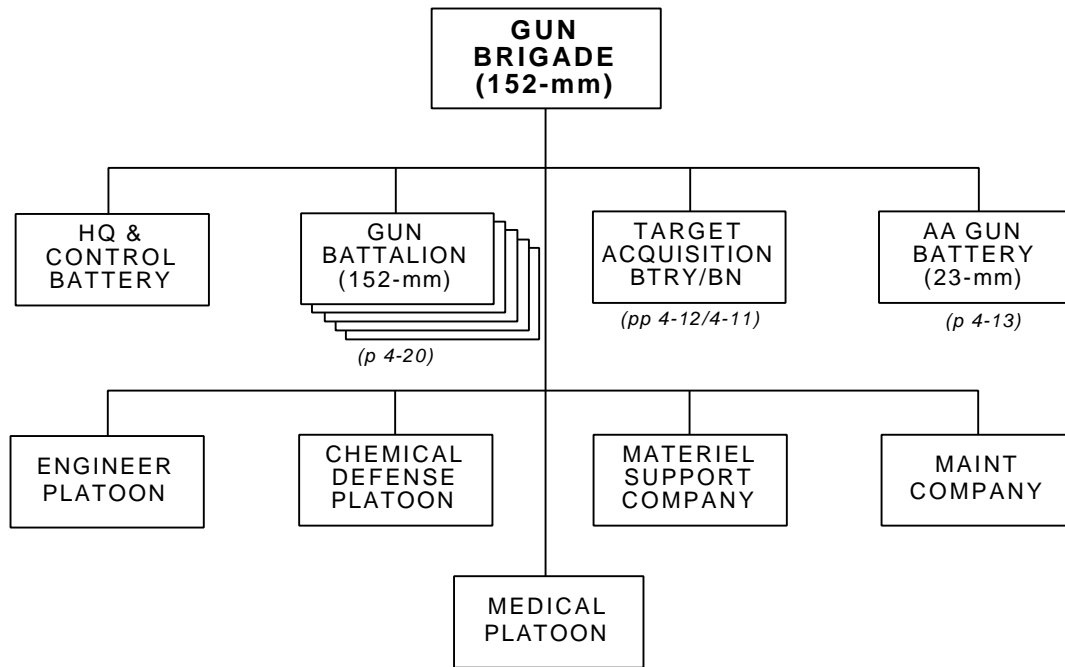 GUN
BRIGADE
(152-mm)
HQ &
CONTROL
BATTERY
GUN
BATTALION
(152-mm)
(p 4-20)
TARGET
ACQUISITION
BTRY/BN
(pp 4-12/4-11)
AA GUN
BATTERY
(23-mm)
(p 4-13)
ENGINEER
PLATOON
CHEMICAL
DEFENSE
PLATOON
MATERIEL
SUPPORT
COMPANY
MAINT
COMPANY
MEDICAL
PLATOON